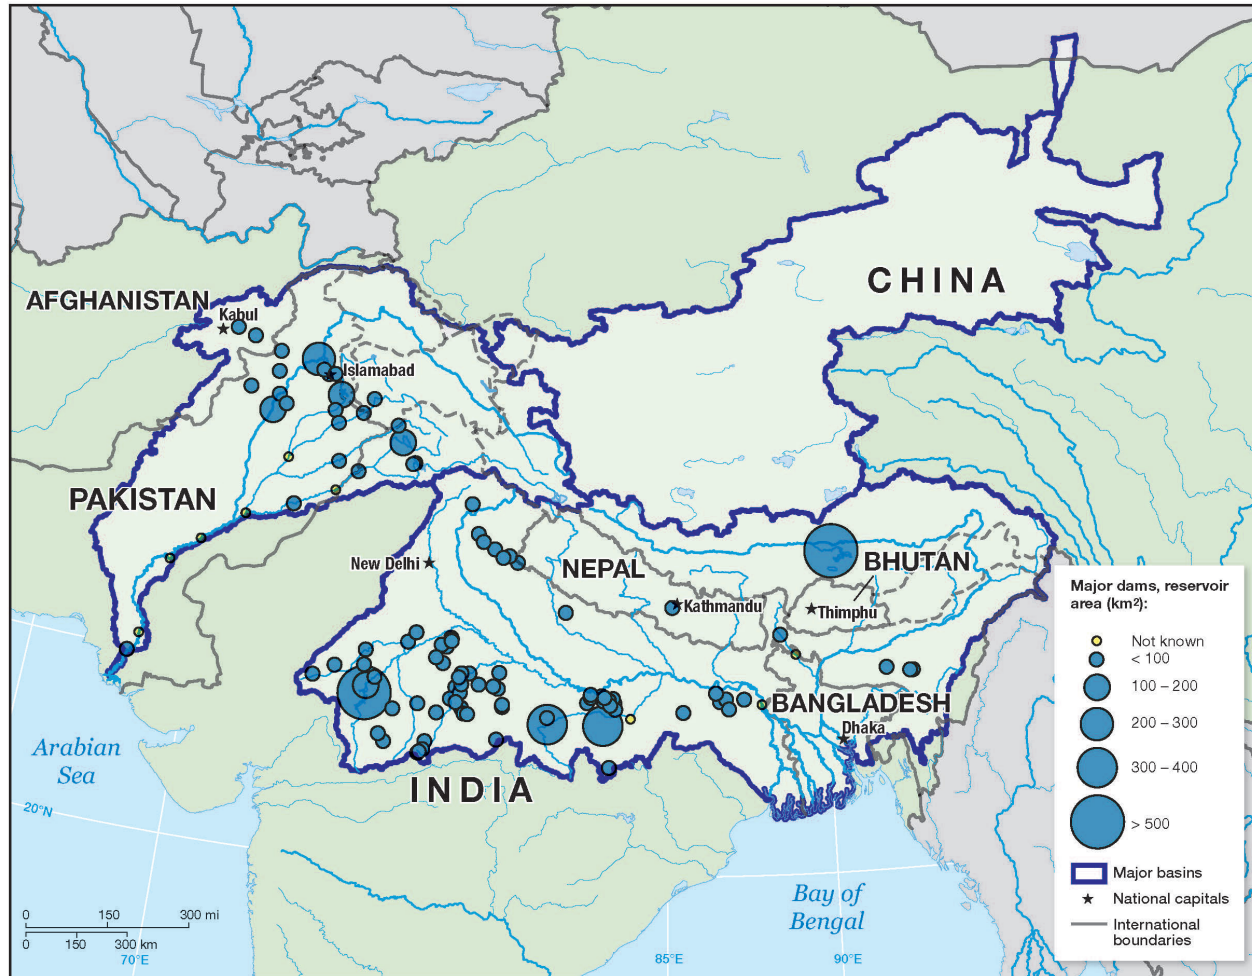 CHINA
AFGHANISTAN
Kabul
Islamabad
PAKISTAN
New Delhi
NEPAL
BHUTAN
Kathmandu
Thimphu
BANGLADESH
Dhaka
Arabian
Sea
INDIA
20°N
Bay of
Bengal
Major dams, reservoir
area (km²):
Not known
< 100
100 – 200
200 – 300
300 – 400
> 500
Major basins
National capitals
International
boundaries
0 150 300 mi
0 150 300 km
70°E
85°E
90°E